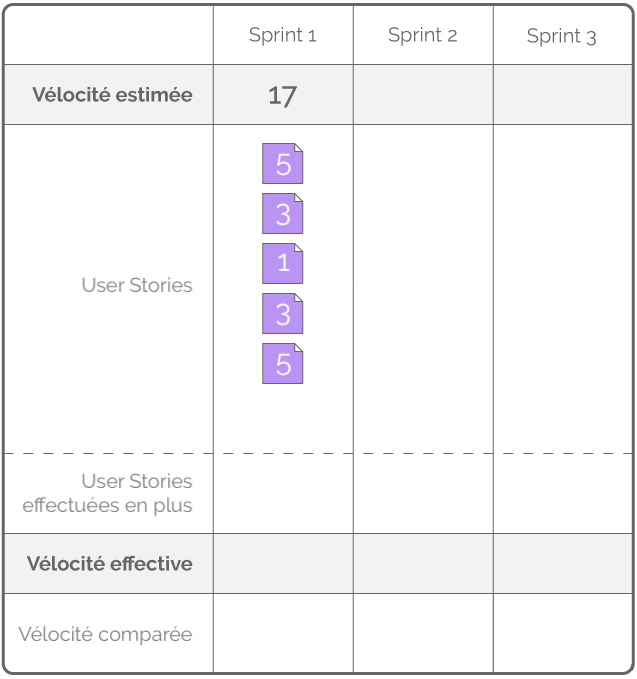 Sprint 1 Sprint 2 Sprint 3
Vélocité estimée 17
5
3
1
User Stories
3
5
User Stories
effectuées en plus
Vélocité effective
Vélocité comparée